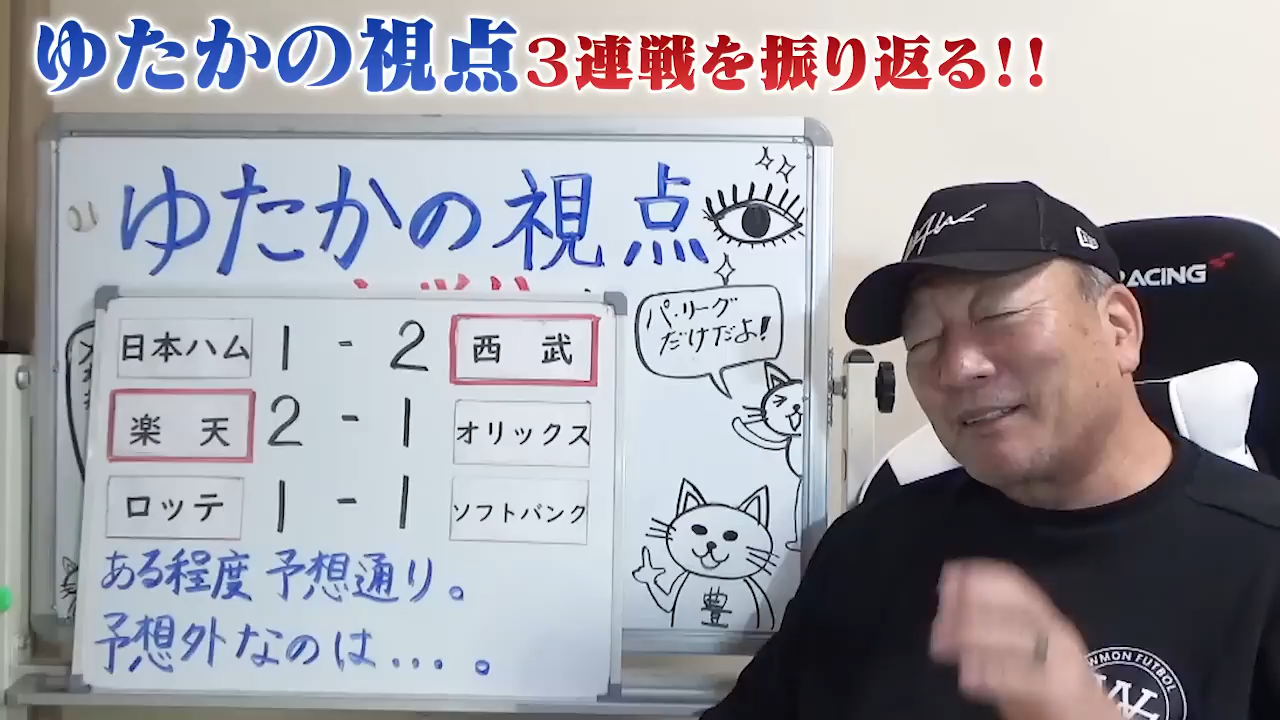 ゆたかの視点3連戦を振り返る!!
ゆたかの視点
パ・リーグ
だけだよ!
日本ハム 1 - 2 西武
楽天 2 - 1 オリックス
ロッテ 1 - 1 ソフトバンク
ある程度予想通り。
予想外なのは....。
豊
RACING
WMON FUTBOL